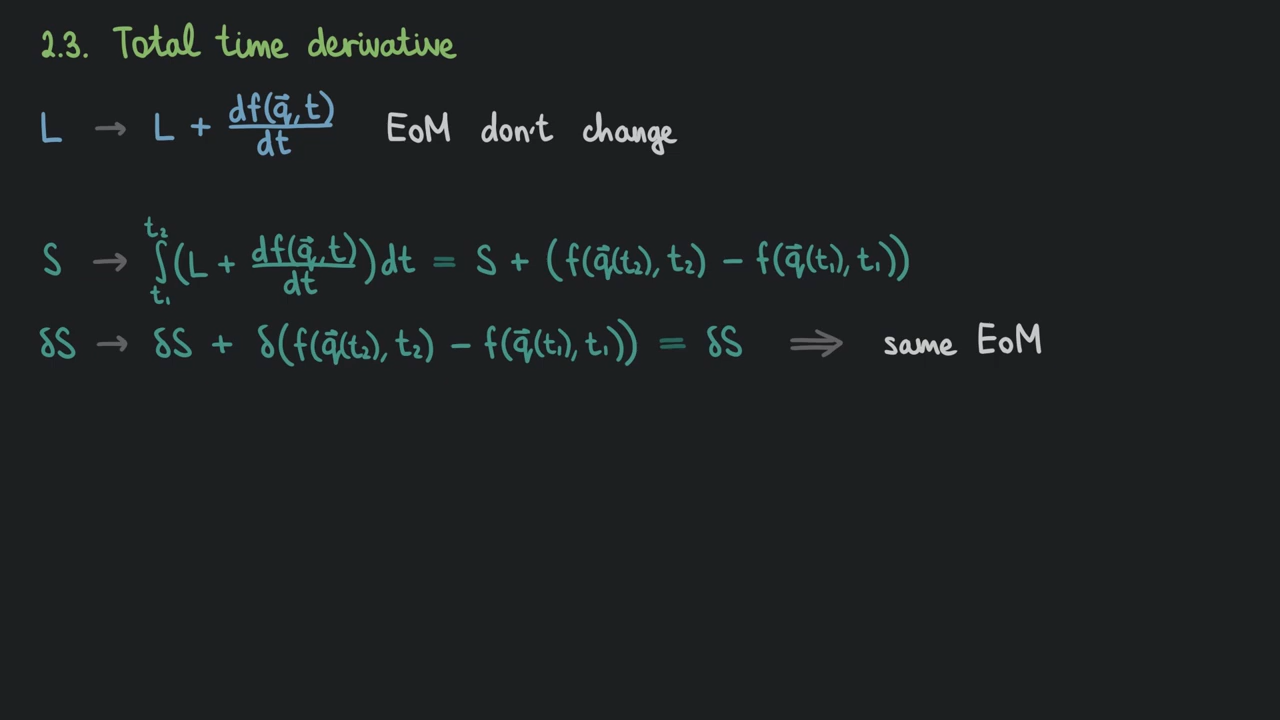 2.3. Total time derivative
L → L + df(q⃗, t)/dt EoM don't change
S → ∫_{t₁}^{t₂} (L + df(q⃗, t)/dt) dt = S + (f(q⃗(t₂), t₂) − f(q⃗(t₁), t₁))
δS → δS + δ(f(q⃗(t₂), t₂) − f(q⃗(t₁), t₁)) = δS ⟹ same EoM